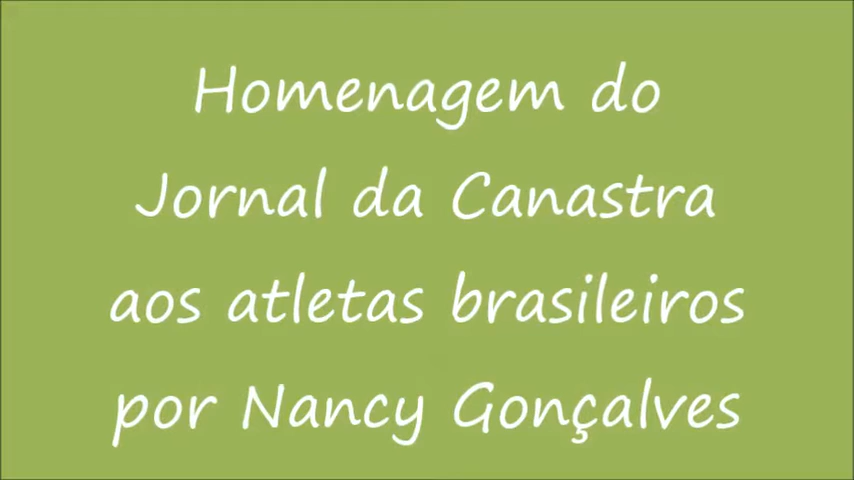 Homenagem do
Jornal da Canastra
aos atletas brasileiros
por Nancy Gonçalves